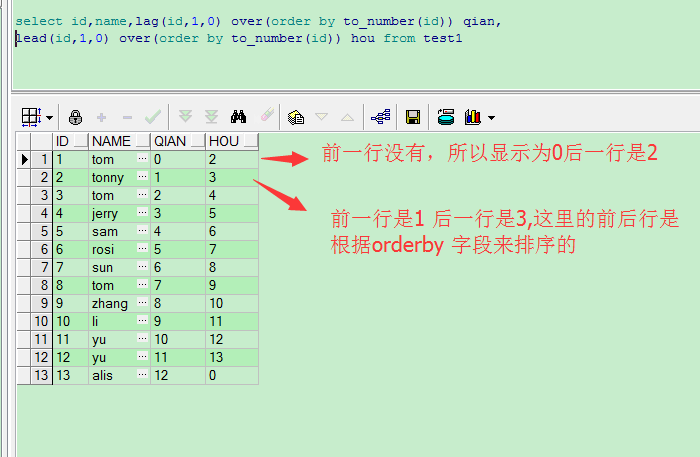 select id,name,lag(id,1,0) over(order by to_number(id)) qian,
lead(id,1,0) over(order by to_number(id)) hou from test1
ID NAME QIAN HOU
1 1 tom ... 0 2
2 2 tonny ... 1 3
3 3 tom ... 2 4
4 4 jerry ... 3 5
5 5 sam ... 4 6
6 6 rosi ... 5 7
7 7 sun ... 6 8
8 8 tom ... 7 9
9 9 zhang ... 8 10
10 10 li ... 9 11
11 11 yu ... 10 12
12 12 yu ... 11 13
13 13 alis ... 12 0
前一行没有，所以显示为0后一行是2
前一行是1 后一行是3,这里的前后行是
根据orderby 字段来排序的